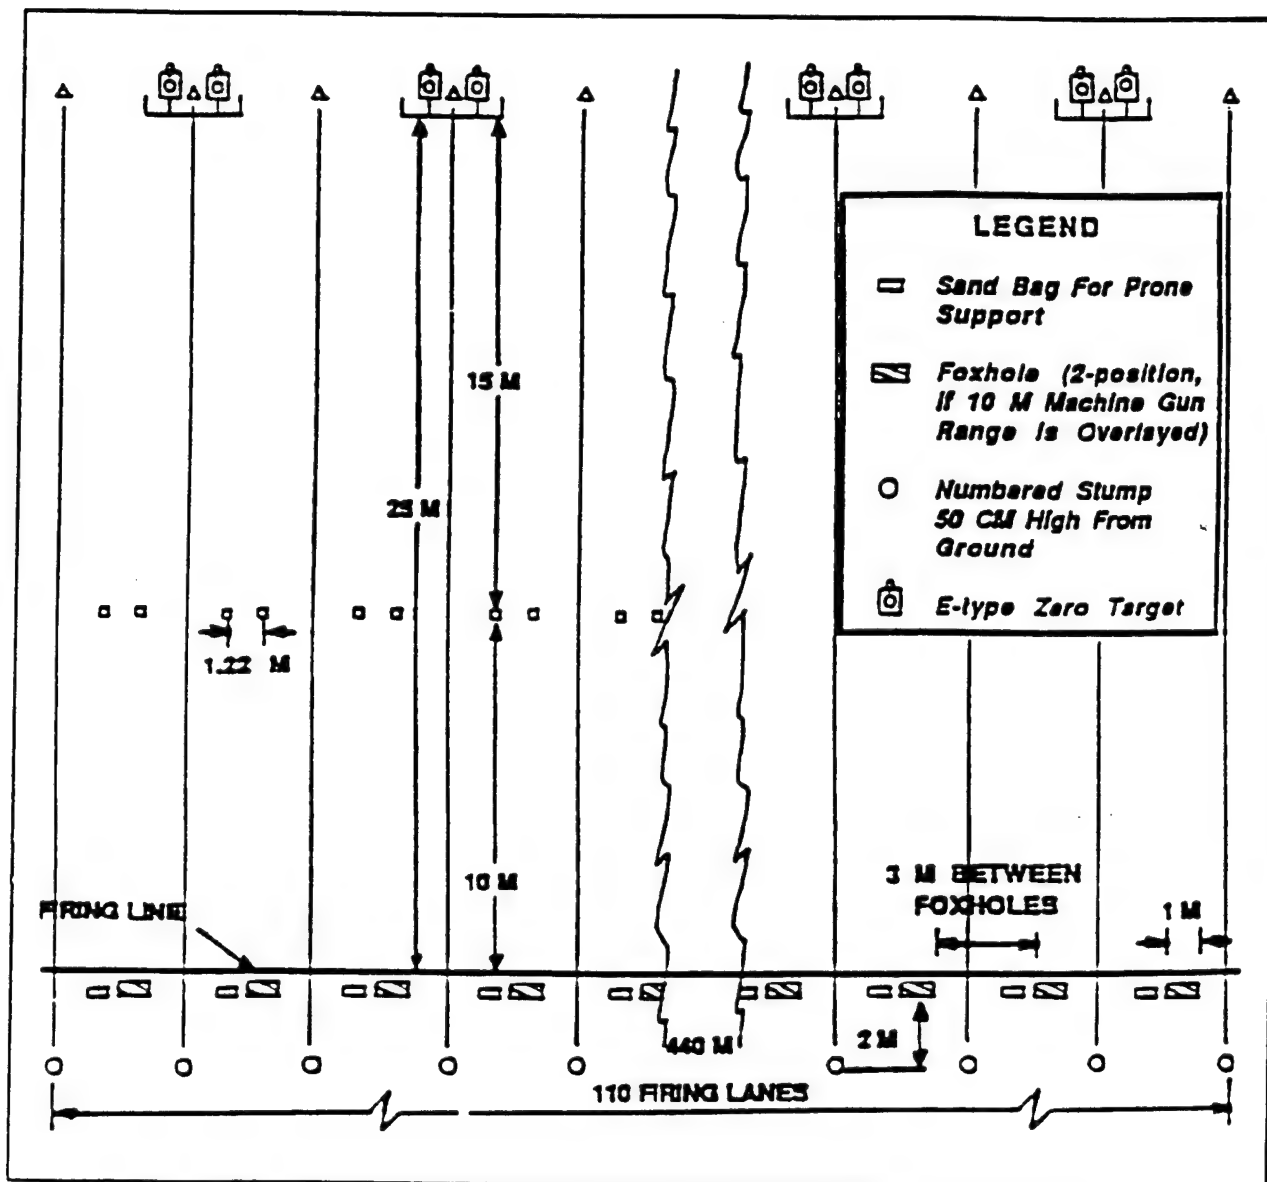 LEGEND
Sand Bag For Prone
Support
Foxhole (2-position,
if 10 M Machine Gun
Range is Overlayed)
Numbered Stump
50 CM High From
Ground
E-type Zero Target
15 M
25 M
1.22 M
10 M
3 M BETWEEN
FOXHOLES
1 M
FIRING LINE
2 M
440 M
110 FIRING LANES